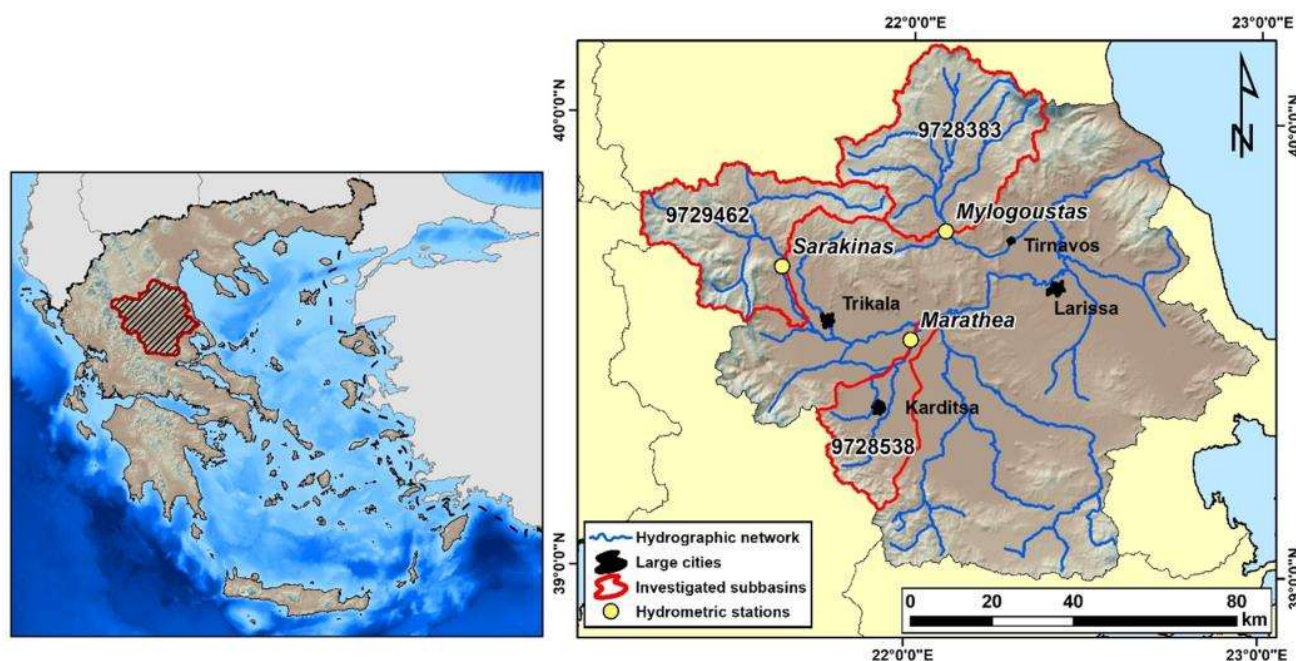 22°0'0"E
23°0'0"E
40°0'0"N
40°0'0"N
N
9728383
9729462
Mylogoustas
Sarakinas
Tirnavos
Trikala
Larissa
Marathea
Karditsa
9728538
39°0'0"N
39°0'0"N
Hydrographic network
Large cities
Investigated subbasins
Hydrometric stations
0 20 40 80
km
22°0'0"E
23°0'0"E